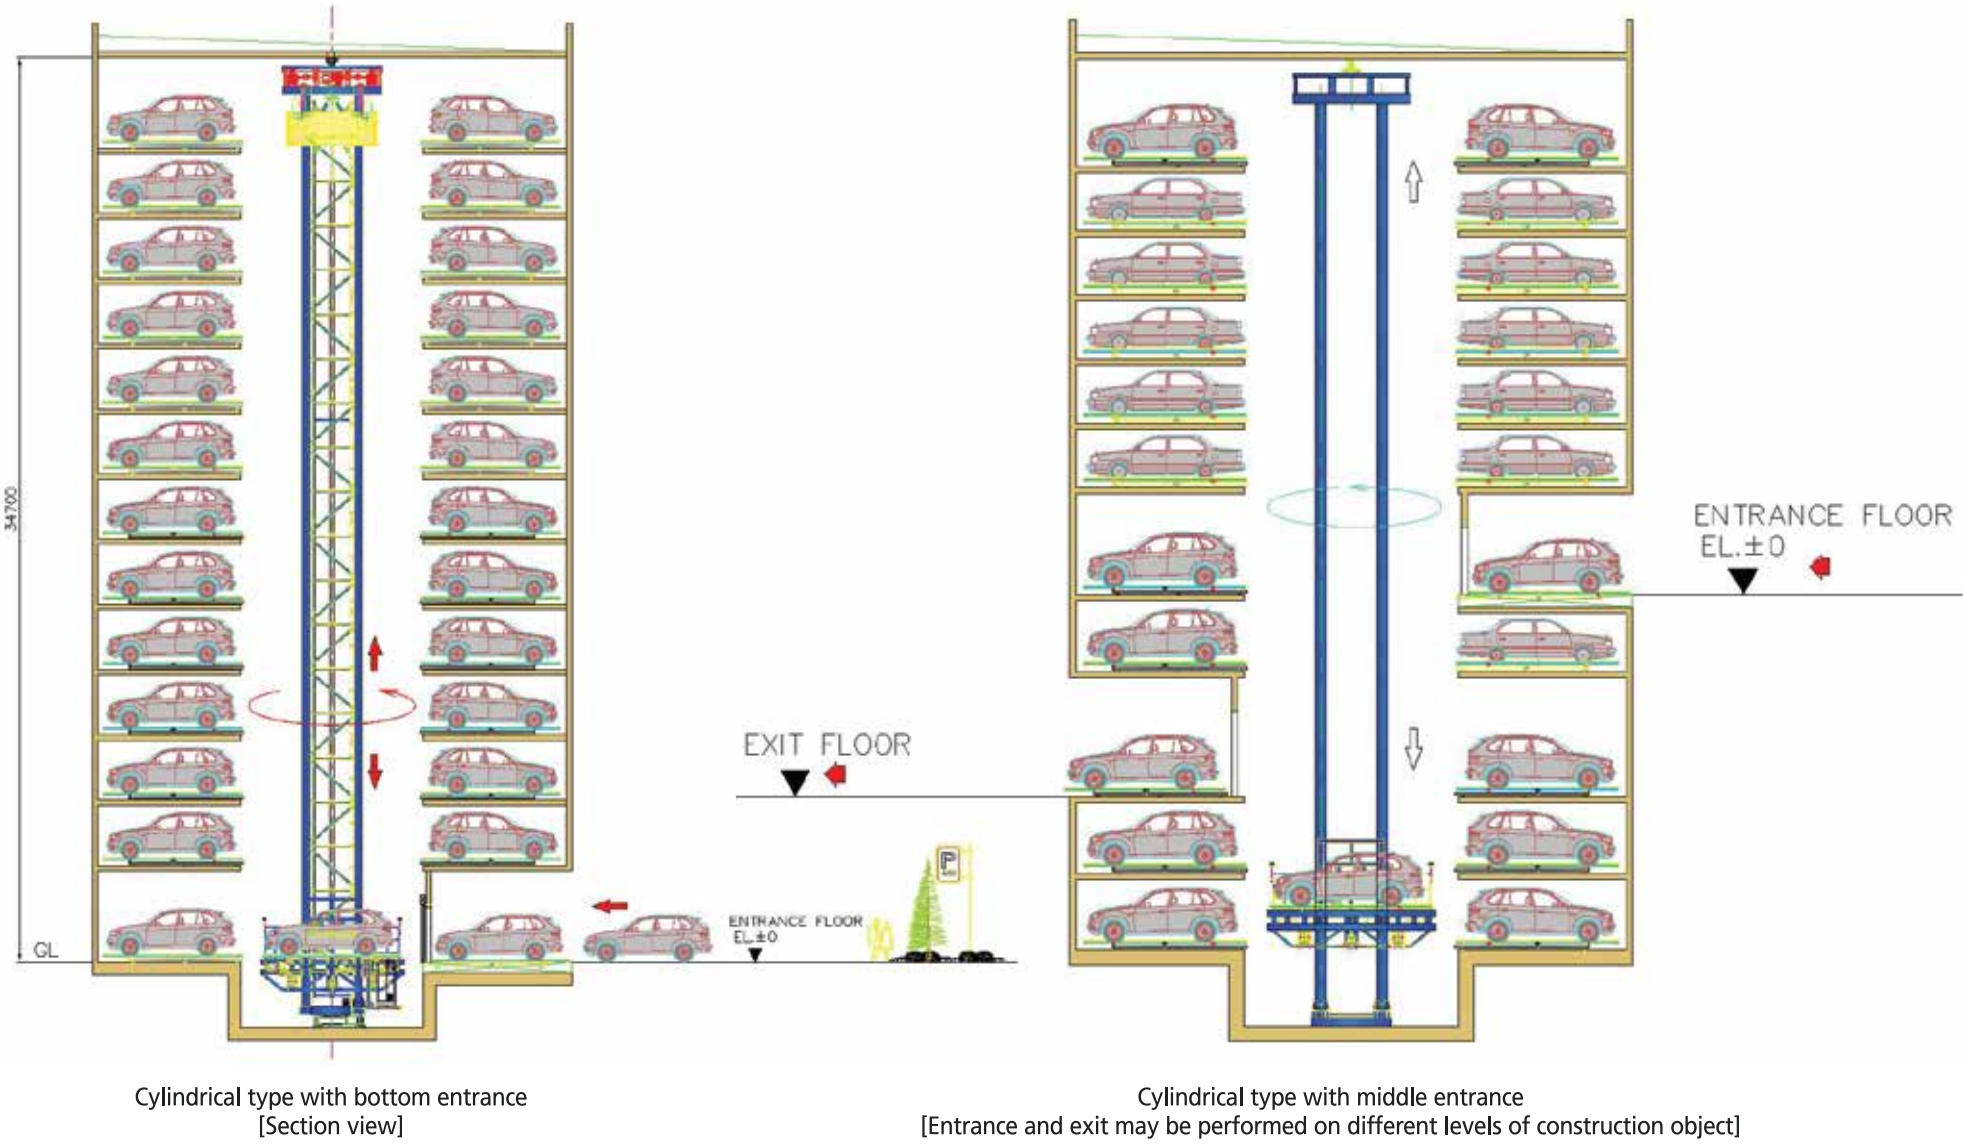 34700
GL
ENTRANCE FLOOR
EL.±0
P
EXIT FLOOR
ENTRANCE FLOOR
EL.±0
Cylindrical type with bottom entrance
[Section view]
Cylindrical type with middle entrance
[Entrance and exit may be performed on different levels of construction object]